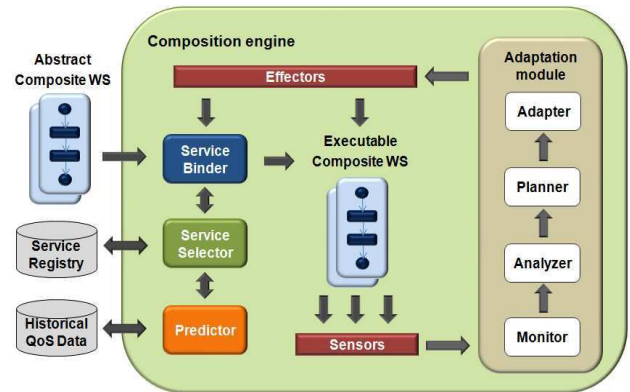 Composition engine
Abstract
Composite WS
Effectors
Adaptation
module
Adapter
Service
Binder
Executable
Composite WS
Planner
Service
Registry
Service
Selector
Analyzer
Historical
QoS Data
Predictor
Sensors
Monitor